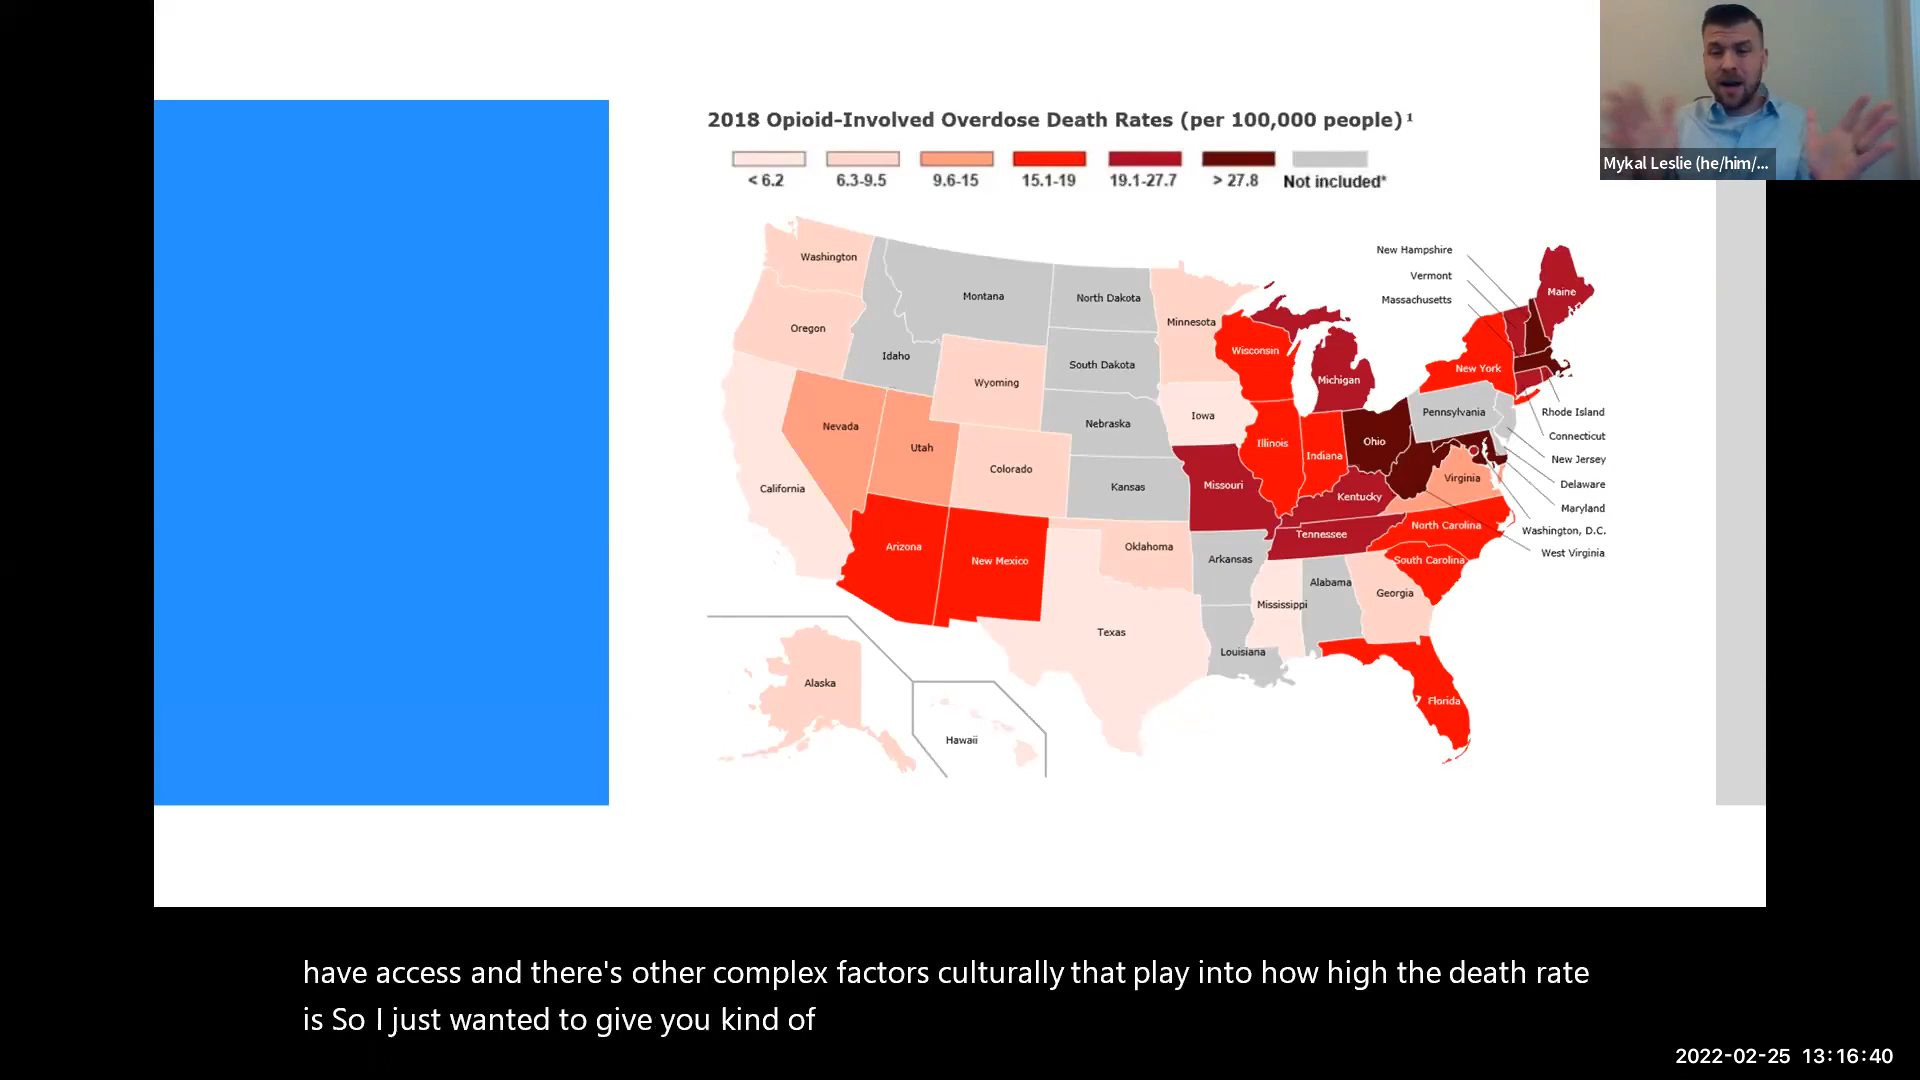 2018 Opioid-Involved Overdose Death Rates (per 100,000 people) ¹
< 6.2
6.3-9.5
9.6-15
15.1-19
19.1-27.7
> 27.8
Not included*
Mykal Leslie (he/him/...
Washington
Oregon
California
Nevada
Idaho
Montana
Wyoming
Utah
Colorado
Arizona
New Mexico
North Dakota
South Dakota
Nebraska
Kansas
Oklahoma
Texas
Minnesota
Iowa
Missouri
Arkansas
Louisiana
Wisconsin
Illinois
Indiana
Michigan
Ohio
Kentucky
Tennessee
Mississippi
Alabama
Georgia
Florida
South Carolina
North Carolina
Virginia
Pennsylvania
New York
Maine
New Hampshire
Vermont
Massachusetts
Rhode Island
Connecticut
New Jersey
Delaware
Maryland
Washington, D.C.
West Virginia
Alaska
Hawaii
have access and there's other complex factors culturally that play into how high the death rate
is So I just wanted to give you kind of
2022-02-25 13:16:40